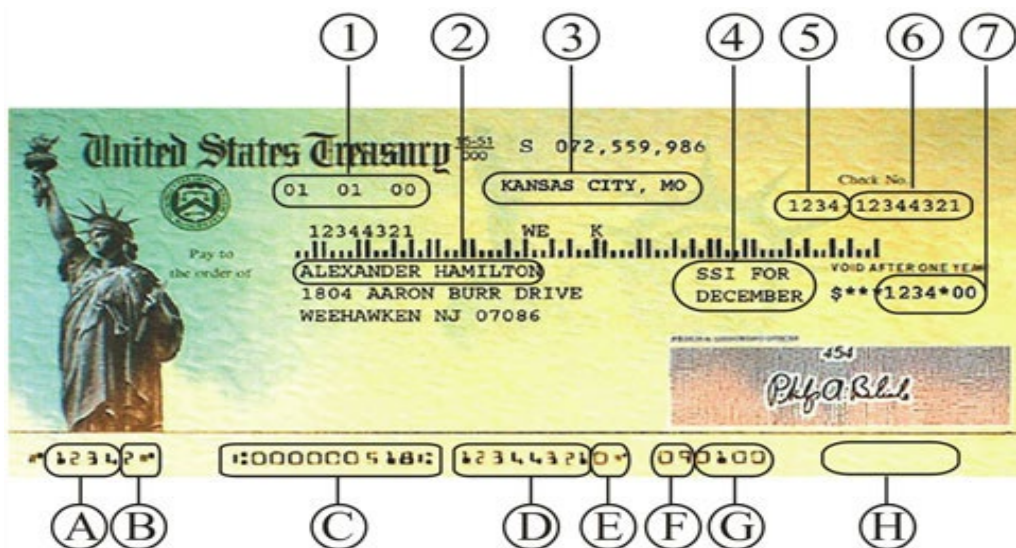 1 2 3 4 5 6 7
United States Treasury 15-51 000 S 072,559,986
Check No.
01 01 00 KANSAS CITY, MO 1234 12344321
12344321 WE K
Pay to
the order of
ALEXANDER HAMILTON SSI FOR VOID AFTER ONE YEAR
1804 AARON BURR DRIVE DECEMBER $***1234*00
WEEHAWKEN NJ 07086
454
1234 2 ⑆000000518⑆ 12344321 0 09 0100
A B C D E F G H